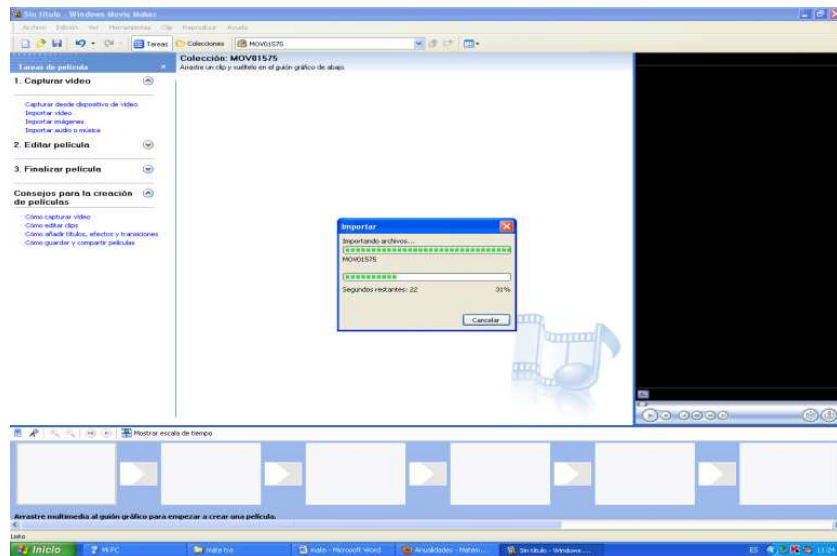 Sin título - Windows Movie Maker
Archivo Edición Ver Herramientas Clip Reproducir Ayuda
Tareas Colecciones MOV01575
Tareas de película
Colección: MOV01575
Arrastre un clip y suéltelo en el guión gráfico de abajo.
1. Capturar vídeo
Capturar desde dispositivo de vídeo
Importar vídeo
Importar imágenes
Importar audio o música
2. Editar película
3. Finalizar película
Consejos para la creación
de películas
Cómo capturar vídeo
Cómo editar clips
Cómo añadir títulos, efectos y transiciones
Cómo guardar y compartir películas
Importar
Importando archivos...
MOV01575
Segundos restantes: 22 31%
Cancelar
Mostrar escala de tiempo
Arrastre multimedia al guión gráfico para empezar a crear una película.
Listo
Inicio MI PC mate - Microsoft Word Anualidades - Matem... Sin título - Windows ... ES